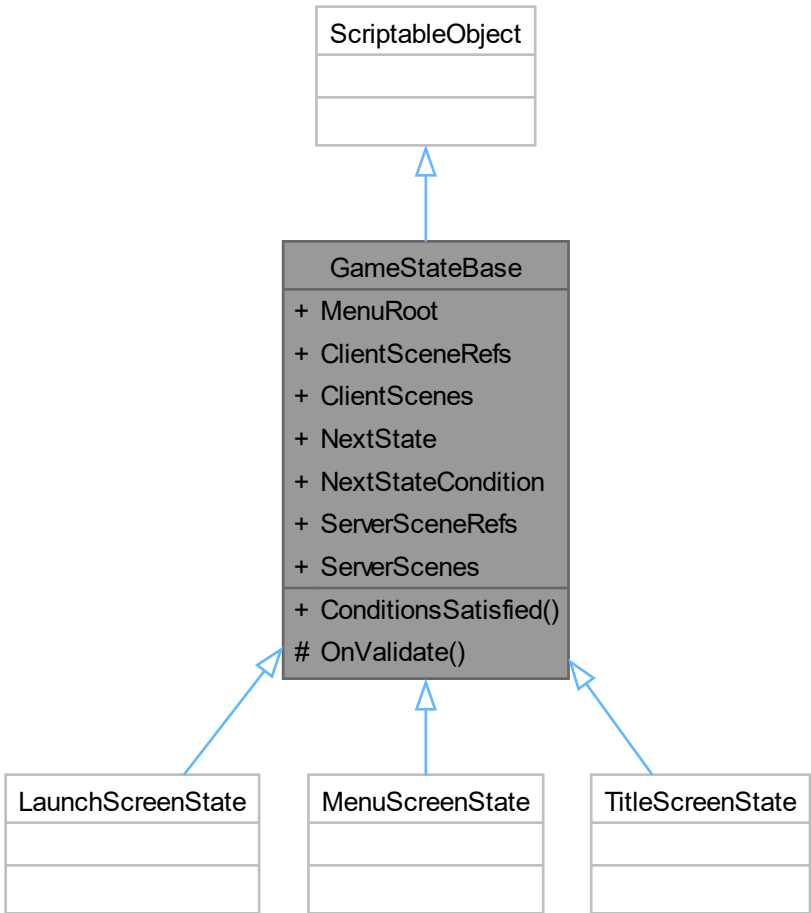 ScriptableObject
GameStateBase
+ MenuRoot
+ ClientSceneRefs
+ ClientScenes
+ NextState
+ NextStateCondition
+ ServerSceneRefs
+ ServerScenes
+ ConditionsSatisfied()
# OnValidate()
LaunchScreenState
MenuScreenState
TitleScreenState